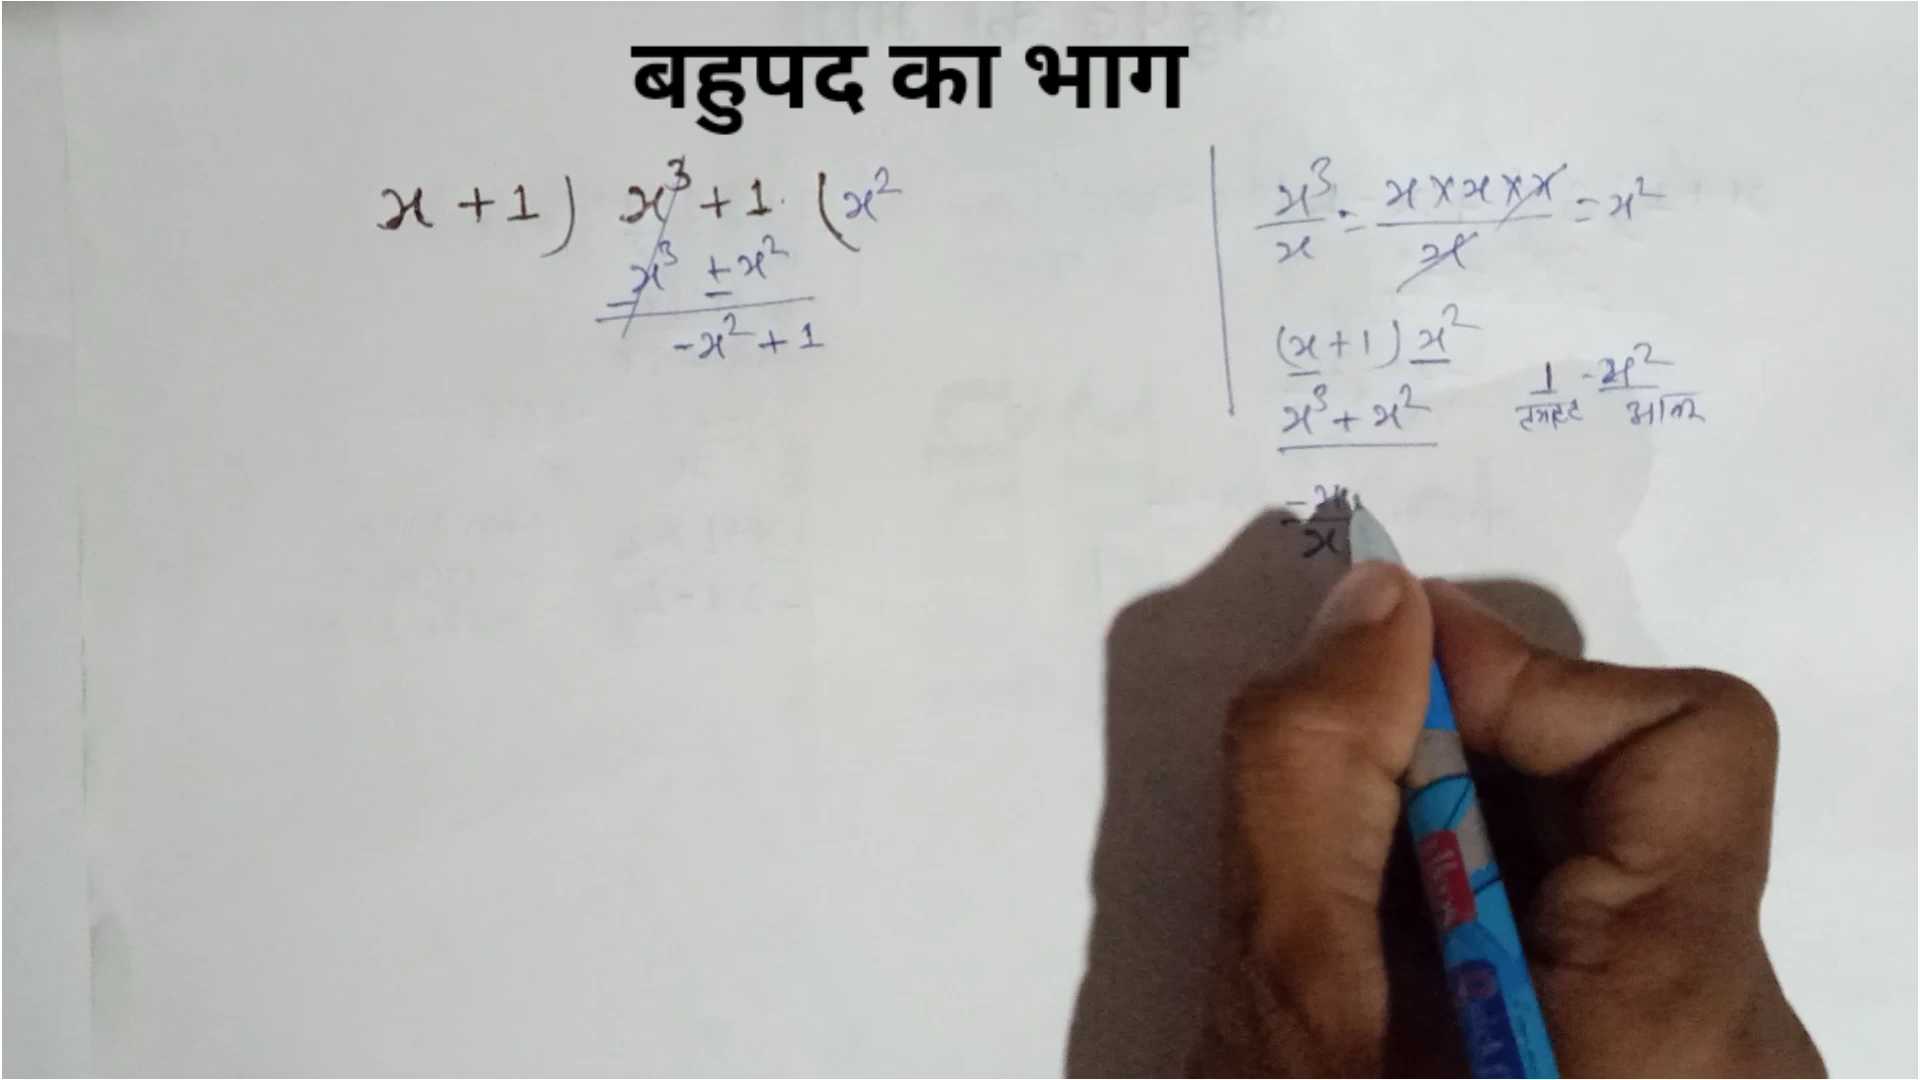 बहुपद का भाग
x + 1 ) x³ + 1 ( x²
- x³ ± x²
- x² + 1
x³/x = x × x × x/x = x²
(x + 1) x²
x³ + x²
1 - x²
-x
x